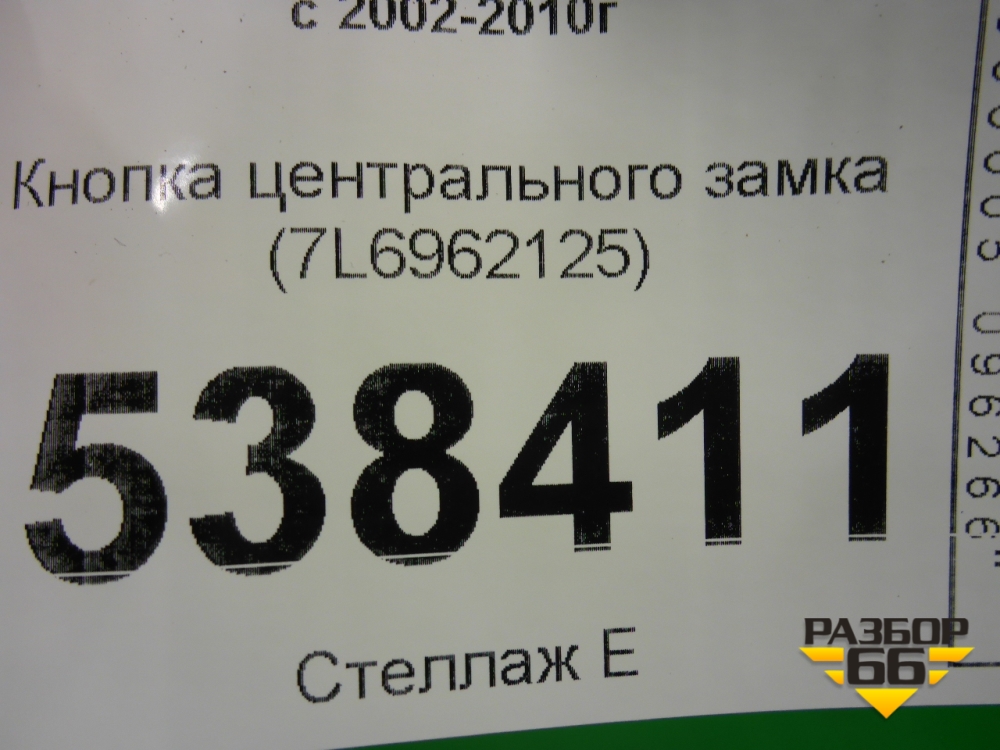 с 2002-2010г
Кнопка центрального замка
(7L6962125)
538411
Стеллаж Е
РАЗБОР
66